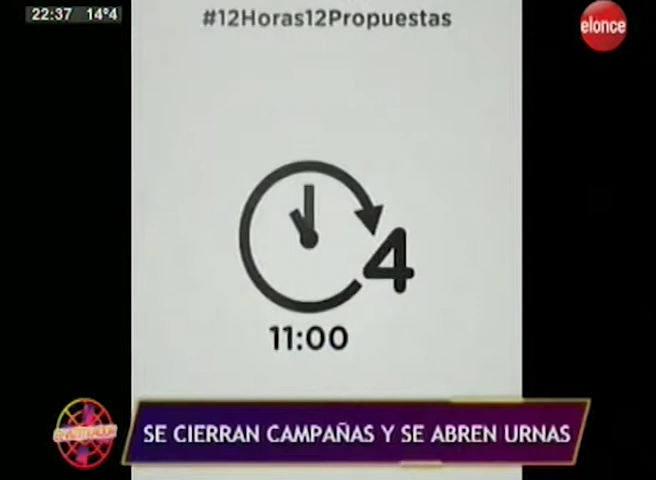 22:37 14°4
#12Horas12Propuestas
elonce
4
11:00
SE CIERRAN CAMPAÑAS Y SE ABREN URNAS